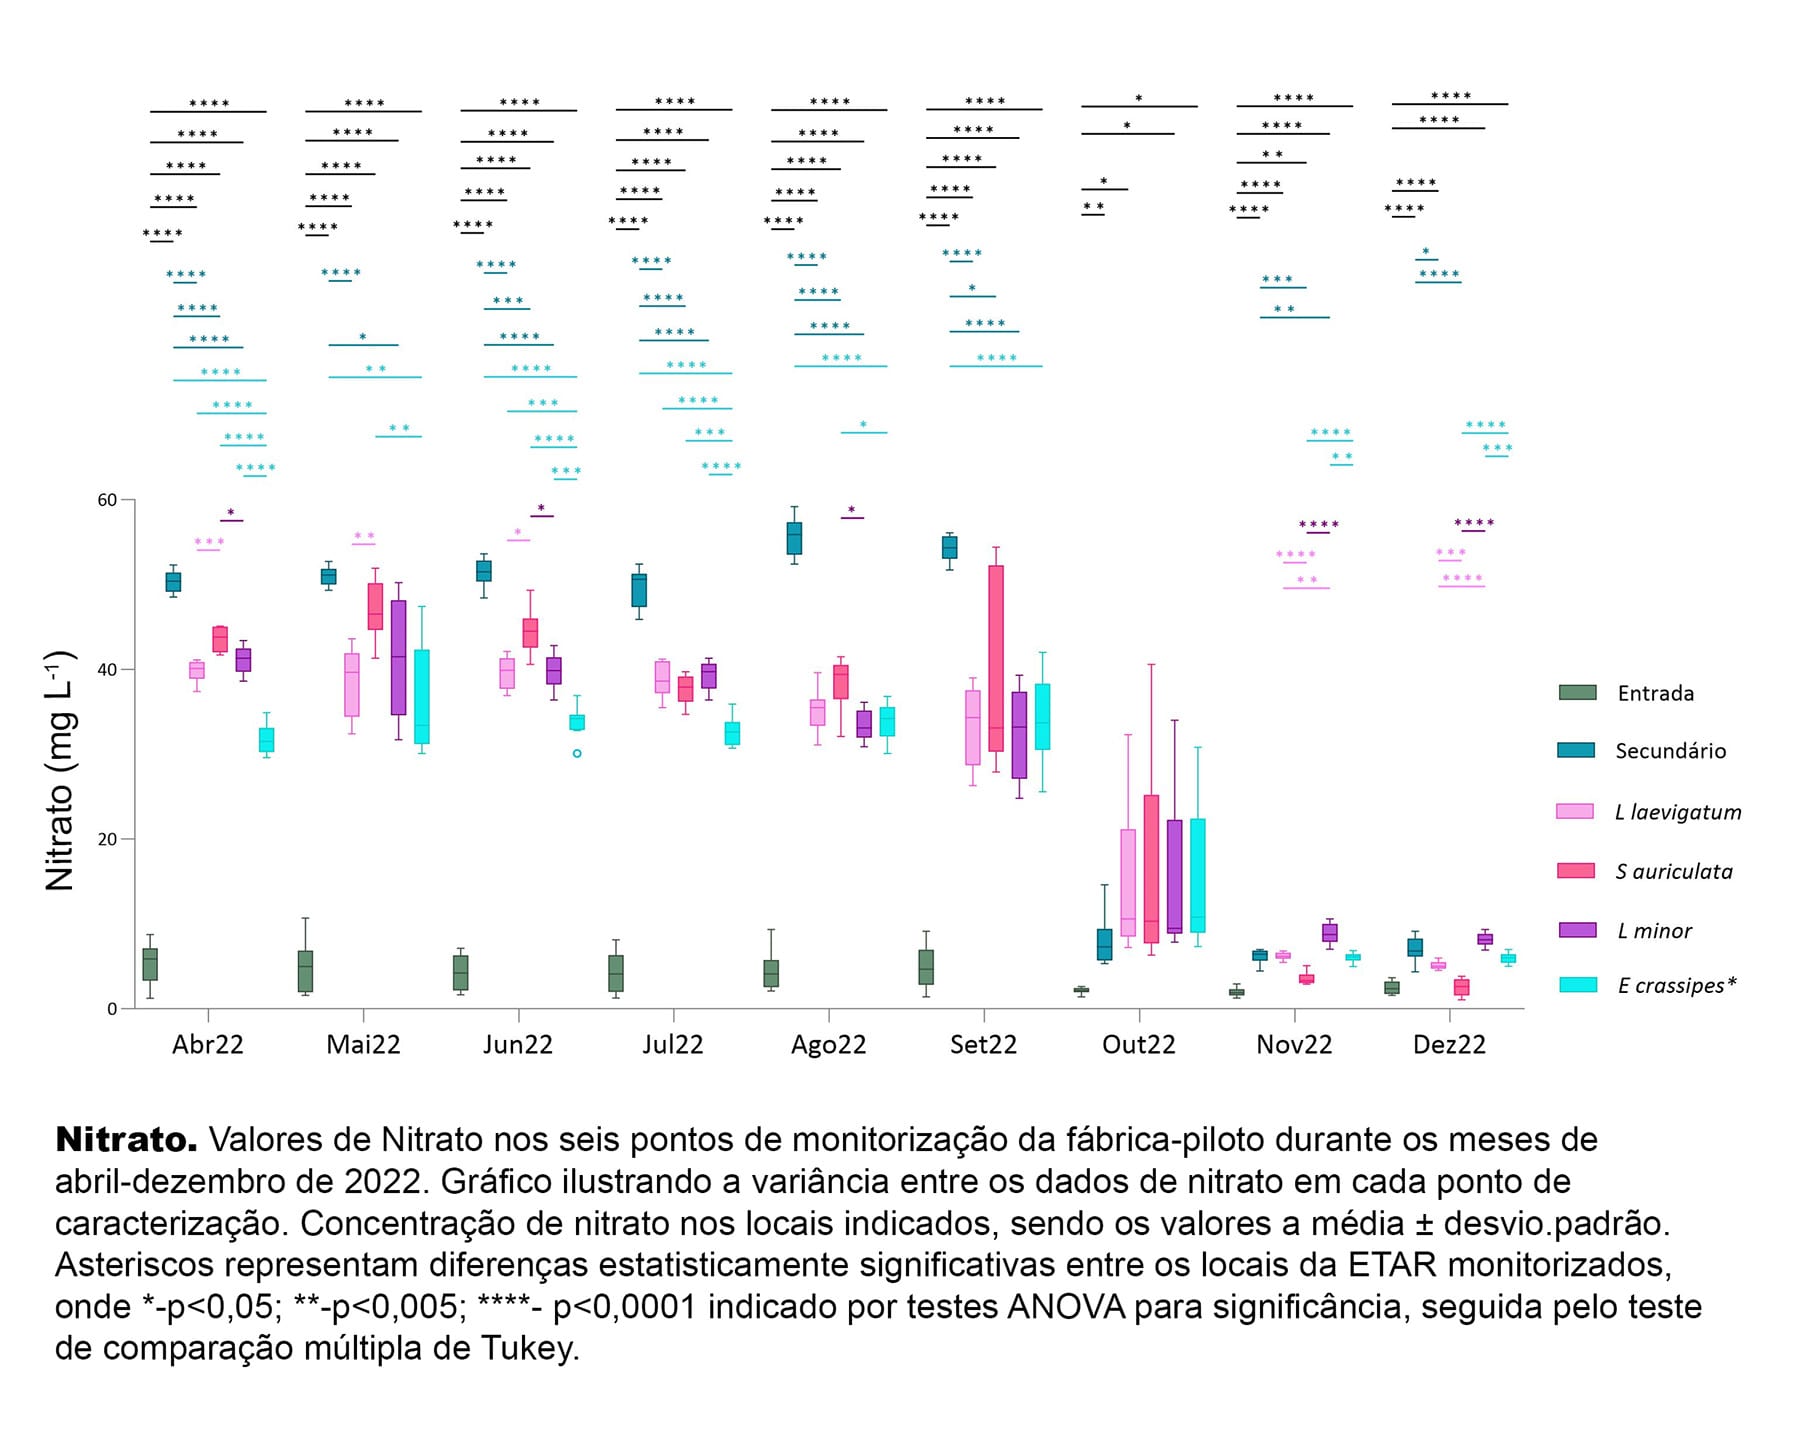 60
40
20
0
Nitrato (mg L-1)
Abr22 Mai22 Jun22 Jul22 Ago22 Set22 Out22 Nov22 Dez22
Entrada
Secundário
L laevigatum
S auriculata
L minor
E crassipes*
Nitrato. Valores de Nitrato nos seis pontos de monitorização da fábrica-piloto durante os meses de
abril-dezembro de 2022. Gráfico ilustrando a variância entre os dados de nitrato em cada ponto de
caracterização. Concentração de nitrato nos locais indicados, sendo os valores a média ± desvio.padrão.
Asteriscos representam diferenças estatisticamente significativas entre os locais da ETAR monitorizados,
onde *-p<0,05; **-p<0,005; ****- p<0,0001 indicado por testes ANOVA para significância, seguida pelo teste
de comparação múltipla de Tukey.